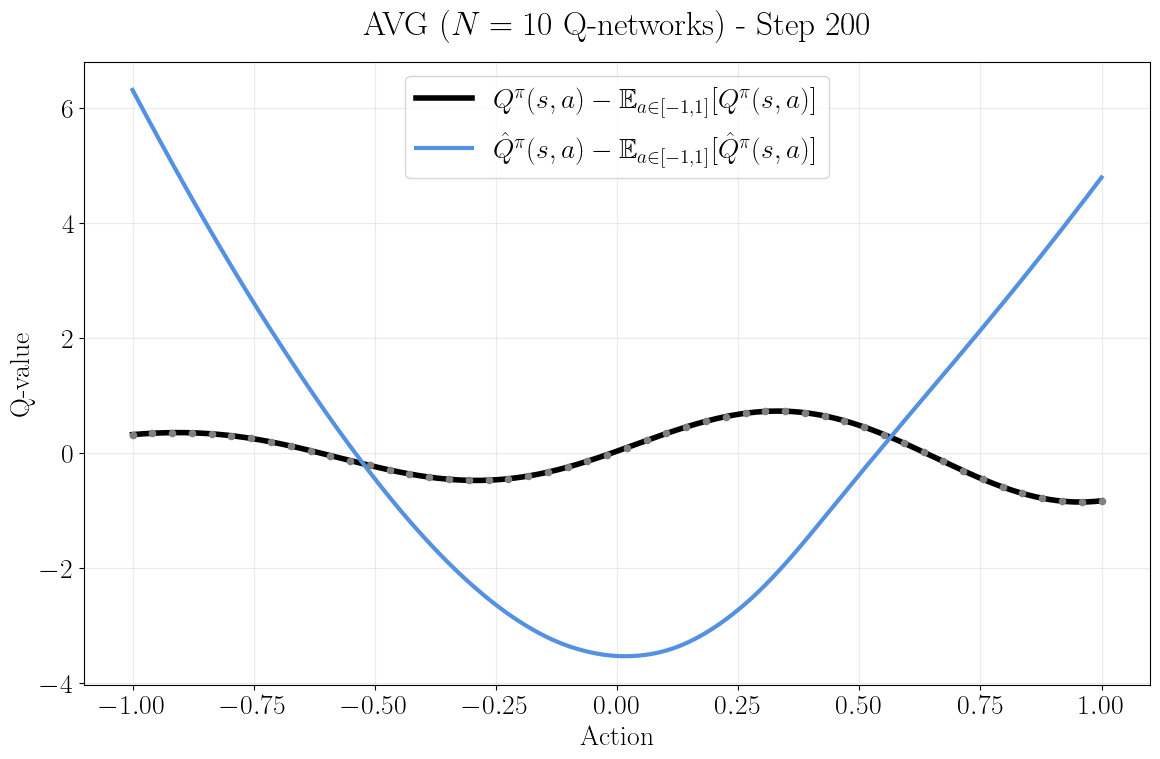 AVG (N = 10 Q-networks) - Step 200
Q^π(s, a) − 𝔼_{a∈[−1,1]}[Q^π(s, a)]
Q̂^π(s, a) − 𝔼_{a∈[−1,1]}[Q̂^π(s, a)]
Q-value
6
4
2
0
−2
−4
−1.00 −0.75 −0.50 −0.25 0.00 0.25 0.50 0.75 1.00
Action